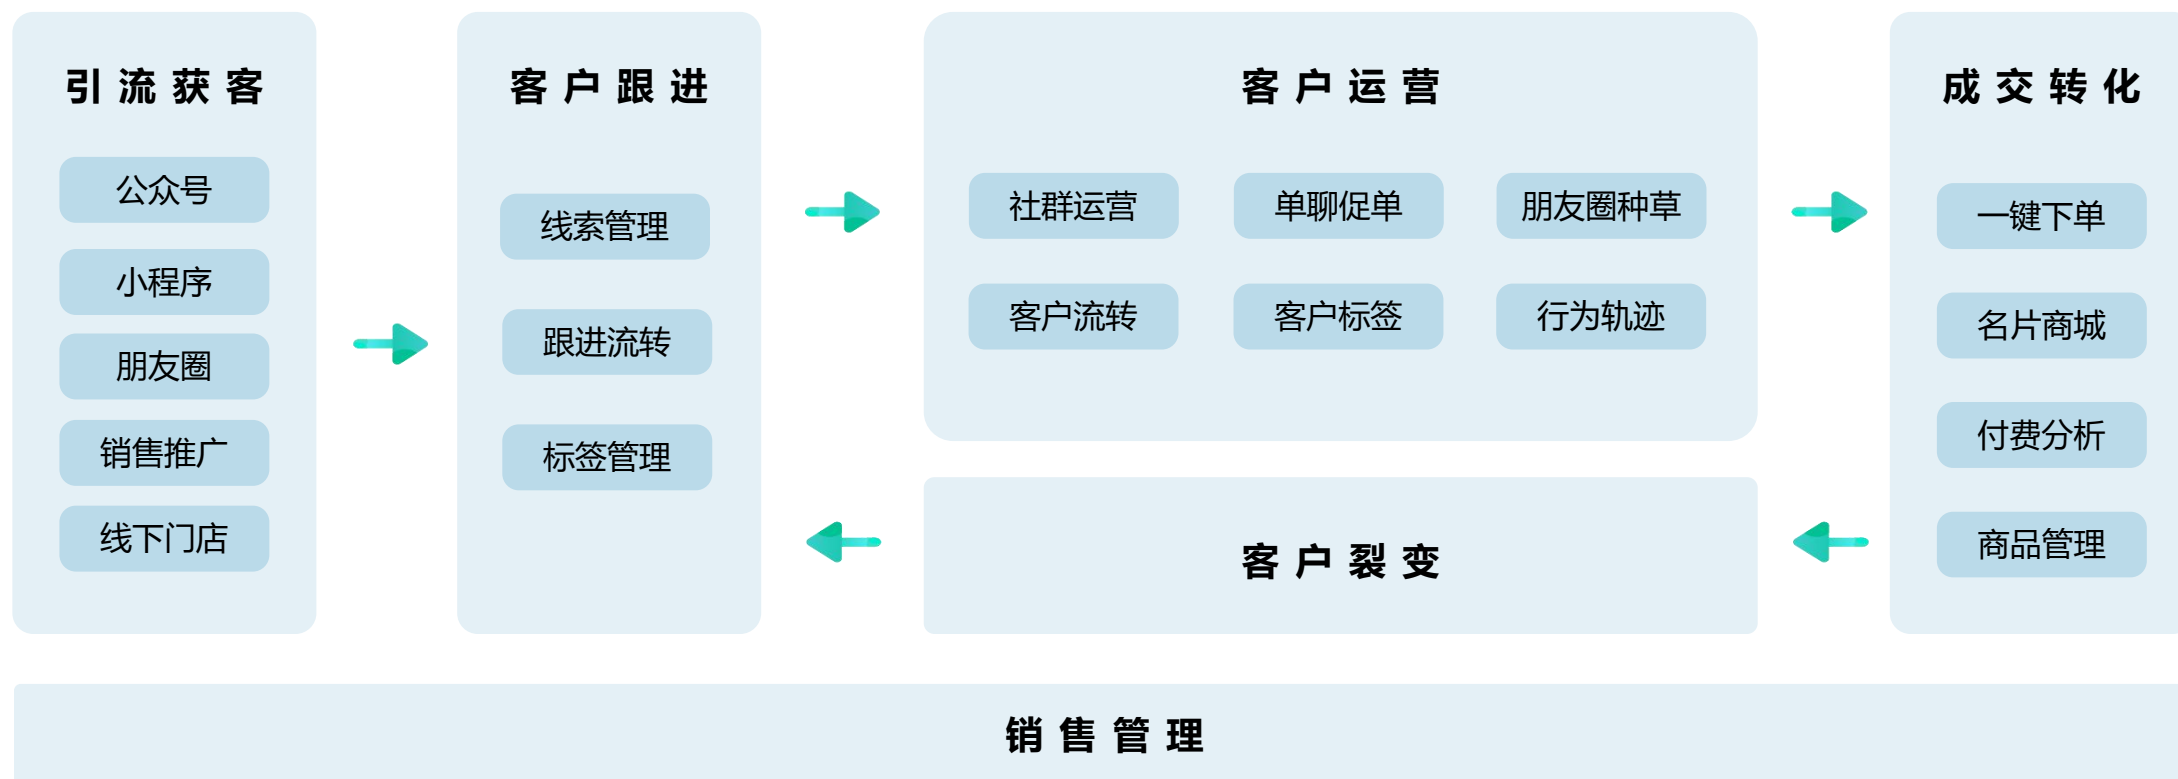 引流获客
公众号
小程序
朋友圈
销售推广
线下门店
客户跟进
线索管理
跟进流转
标签管理
客户运营
社群运营
单聊促单
朋友圈种草
客户流转
客户标签
行为轨迹
客户裂变
成交转化
一键下单
名片商城
付费分析
商品管理
销售管理